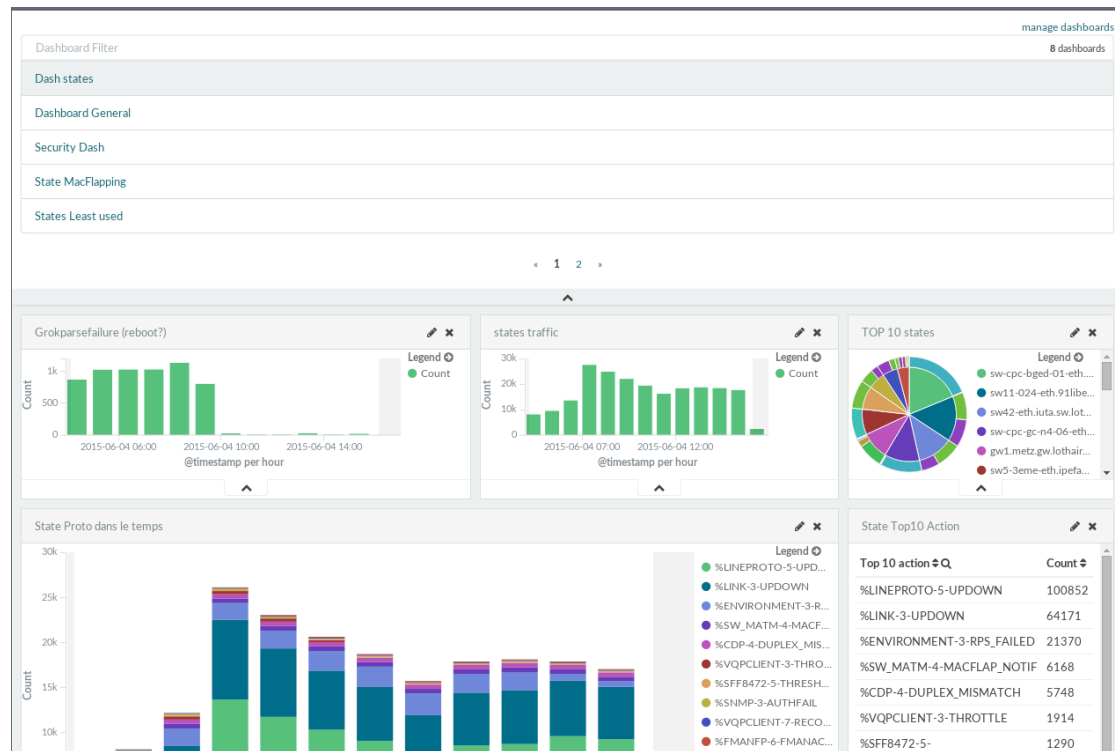 manage dashboards
Dashboard Filter
8 dashboards
Dash states
Dashboard General
Security Dash
State MacFlapping
States Least used
« 1 2 »
Grokparsefailure (reboot?)
Legend
Count
1k
500
0
Count
2015-06-04 06:00 2015-06-04 10:00 2015-06-04 14:00
@timestamp per hour
states traffic
Legend
Count
30k
20k
10k
0
Count
2015-06-04 07:00 2015-06-04 12:00
@timestamp per hour
TOP 10 states
Legend
sw-cpc-bged-01-eth....
sw11-024-eth.91libe...
sw42-eth.iuta.sw.lot...
sw-cpc-gc-n4-06-eth...
gw1.metz.gw.lothair...
sw5-3eme-eth.ipefa...
State Proto dans le temps
30k
25k
20k
15k
10k
Count
Legend
%LINEPROTO-5-UPD...
%LINK-3-UPDOWN
%ENVIRONMENT-3-R...
%SW_MATM-4-MACF...
%CDP-4-DUPLEX_MIS...
%VQPCLIENT-3-THRO...
%SFF8472-5-THRESH...
%SNMP-3-AUTHFAIL
%VQPCLIENT-7-RECO...
%FMANFP-6-FMANAC...
State Top10 Action
Top 10 action Count
%LINEPROTO-5-UPDOWN 100852
%LINK-3-UPDOWN 64171
%ENVIRONMENT-3-RPS_FAILED 21370
%SW_MATM-4-MACFLAP_NOTIF 6168
%CDP-4-DUPLEX_MISMATCH 5748
%VQPCLIENT-3-THROTTLE 1914
%SFF8472-5- 1290